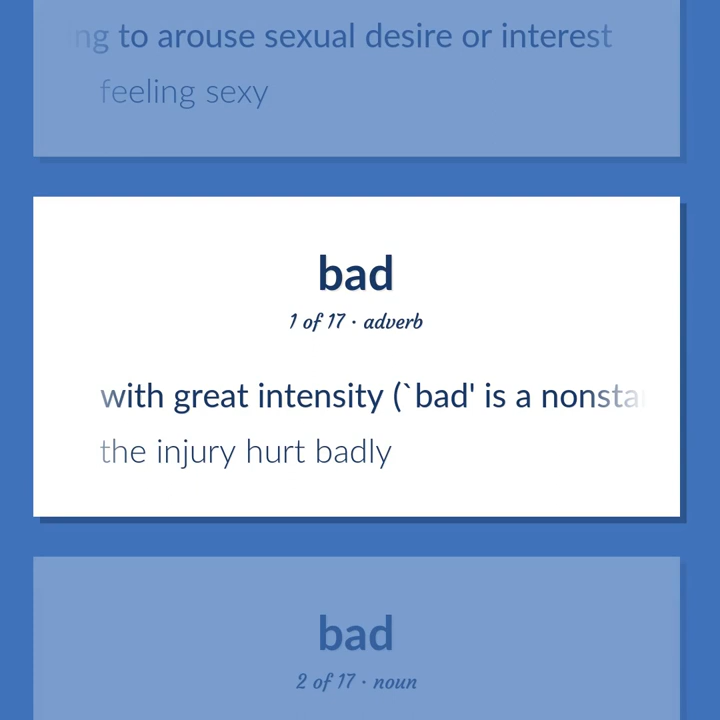 to arouse sexual desire or interest
feeling sexy
bad
1 of 17 · adverb
with great intensity (`bad' is a
the injury hurt badly
bad
2 of 17 · noun